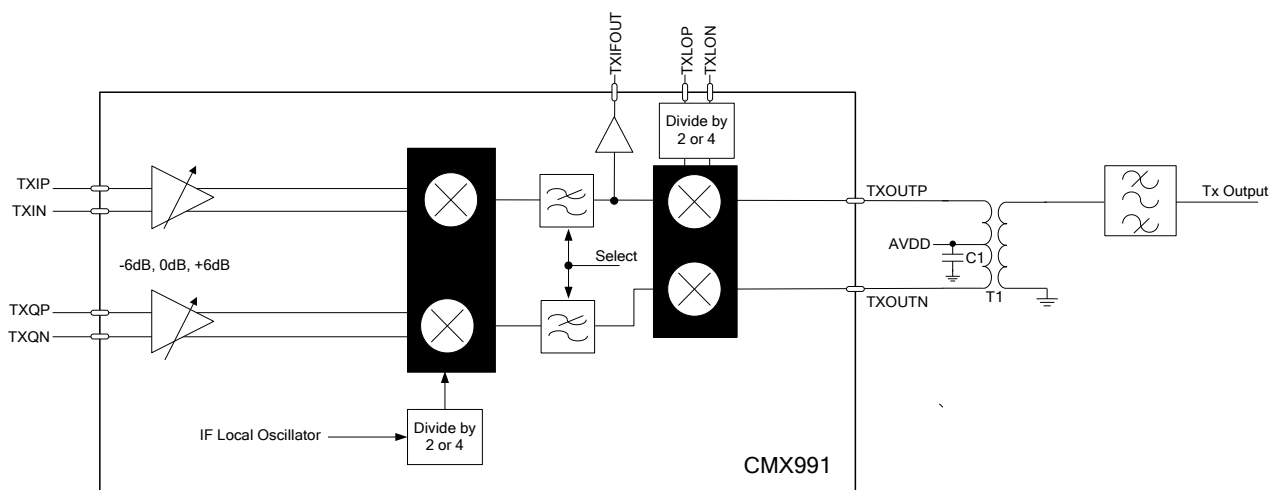 TXIFOUT
TXLOP
TXLON
Divide by
2 or 4
TXIP
TXIN
TXOUTP
Tx Output
-6dB, 0dB, +6dB
Select
AVDD
C1
TXQP
TXQN
TXOUTN
T1
IF Local Oscillator
Divide by
2 or 4
CMX991